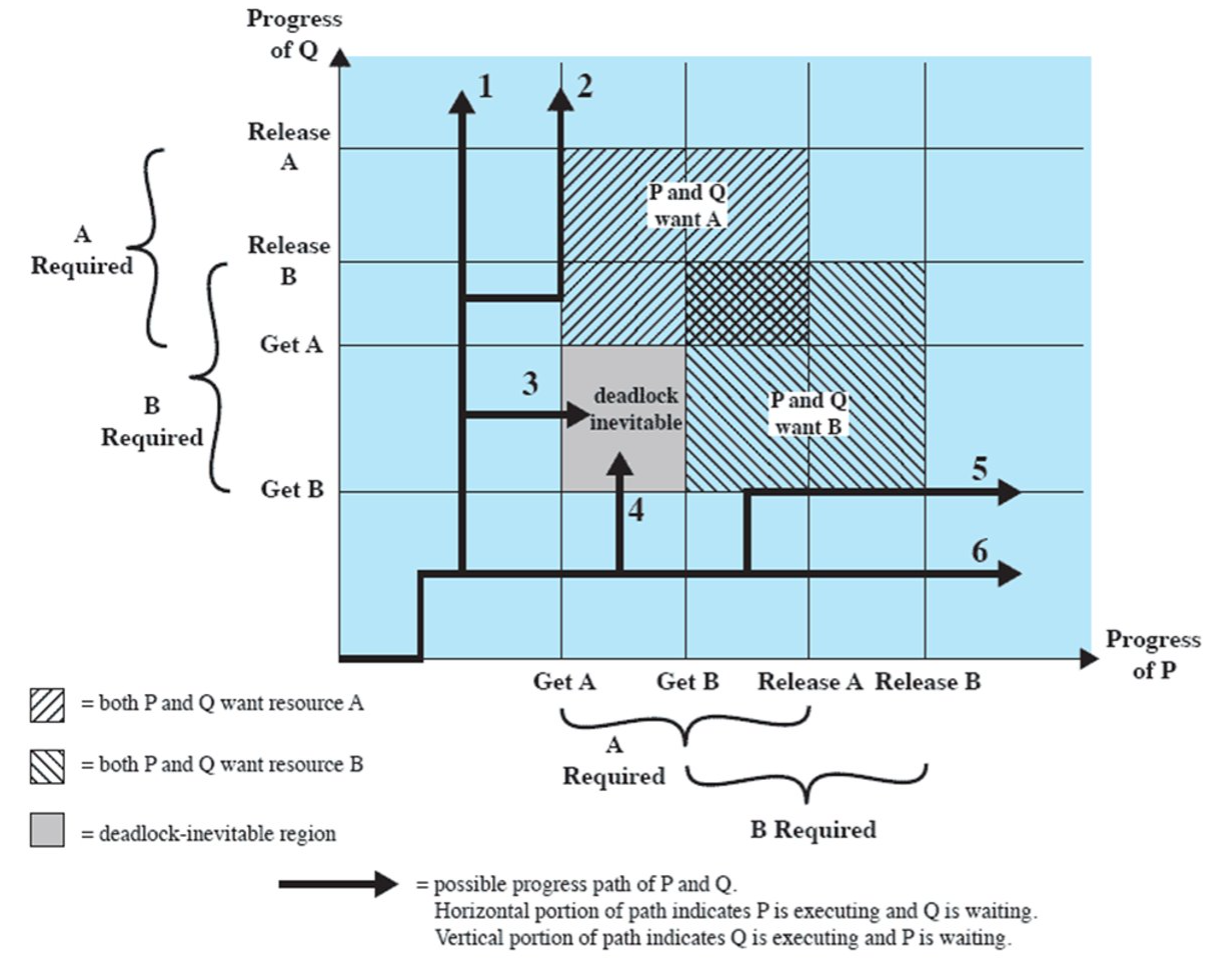 Progress
of Q
1
2
Release
A
P and Q
want A
A
Required
Release
B
Get A
3
deadlock
inevitable
P and Q
want B
B
Required
Get B
5
4
6
Progress
of P
Get A
Get B
Release A
Release B
= both P and Q want resource A
A
Required
= both P and Q want resource B
B Required
= deadlock-inevitable region
= possible progress path of P and Q.
Horizontal portion of path indicates P is executing and Q is waiting.
Vertical portion of path indicates Q is executing and P is waiting.